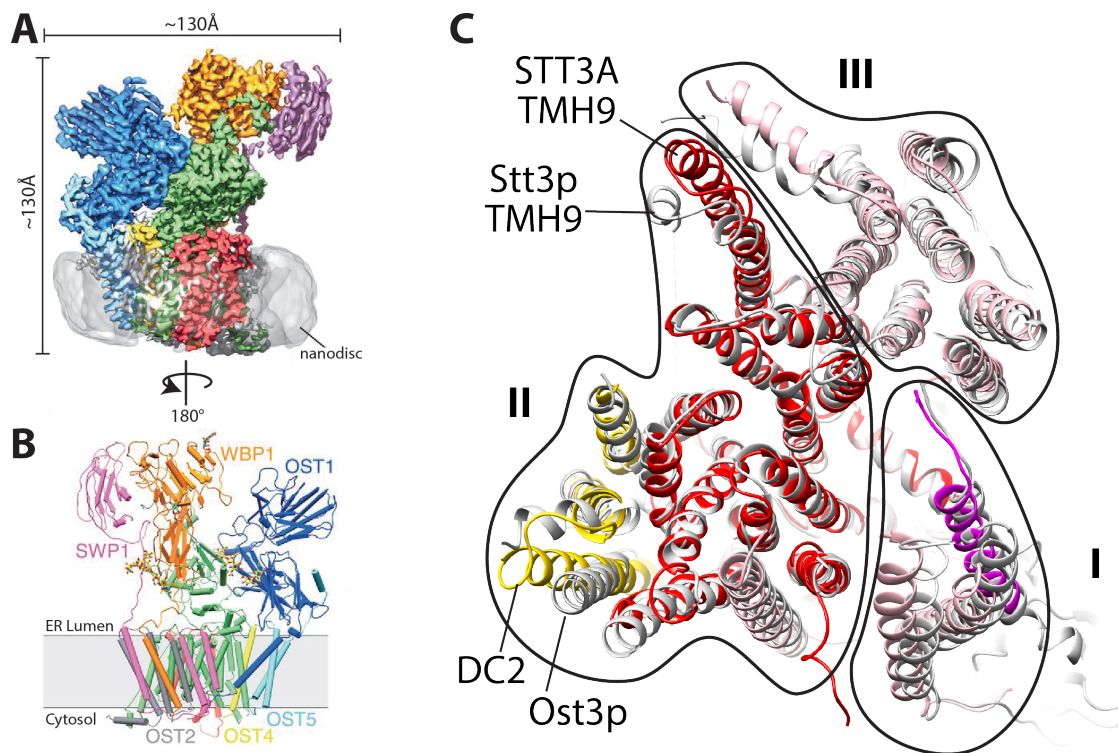 A
~130Å
~130Å
nanodisc
180°
B
WBP1
OST1
SWP1
ER Lumen
Cytosol
OST2
OST4
OST5
C
STT3A
TMH9
Stt3p
TMH9
III
II
I
DC2
Ost3p